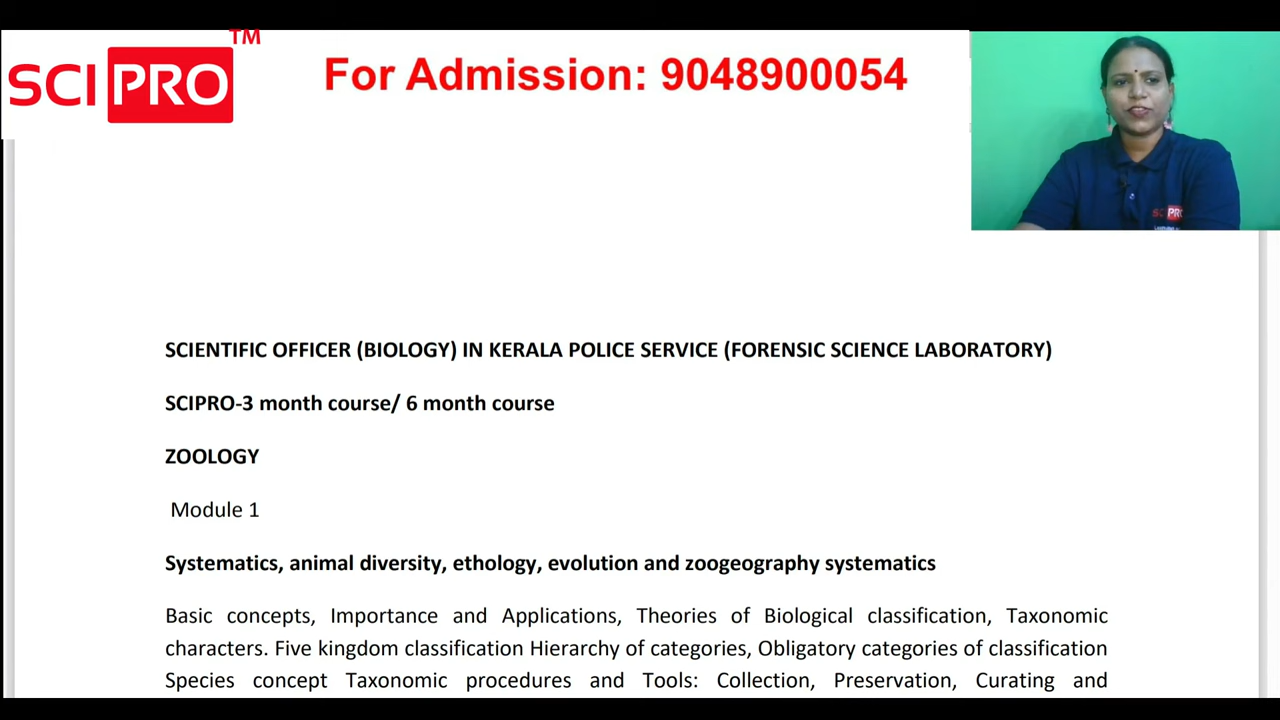 SCIPRO™
For Admission: 9048900054
SCIPRO
SCIENTIFIC OFFICER (BIOLOGY) IN KERALA POLICE SERVICE (FORENSIC SCIENCE LABORATORY)
SCIPRO-3 month course/ 6 month course
ZOOLOGY
Module 1
Systematics, animal diversity, ethology, evolution and zoogeography systematics
Basic concepts, Importance and Applications, Theories of Biological classification, Taxonomic
characters. Five kingdom classification Hierarchy of categories, Obligatory categories of classification
Species concept Taxonomic procedures and Tools: Collection, Preservation, Curating and